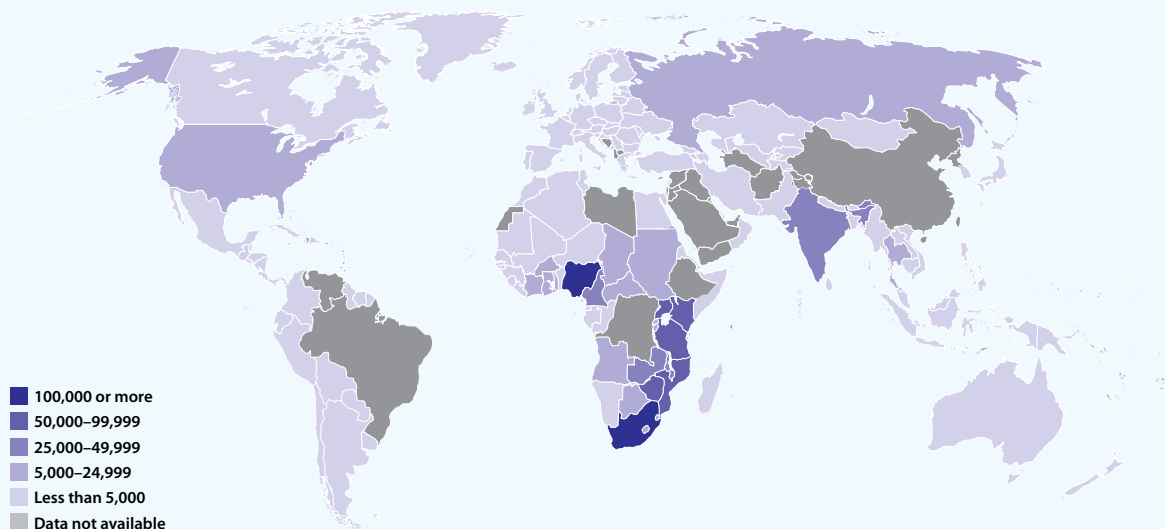 100,000 or more
50,000–99,999
25,000–49,999
5,000–24,999
Less than 5,000
Data not available